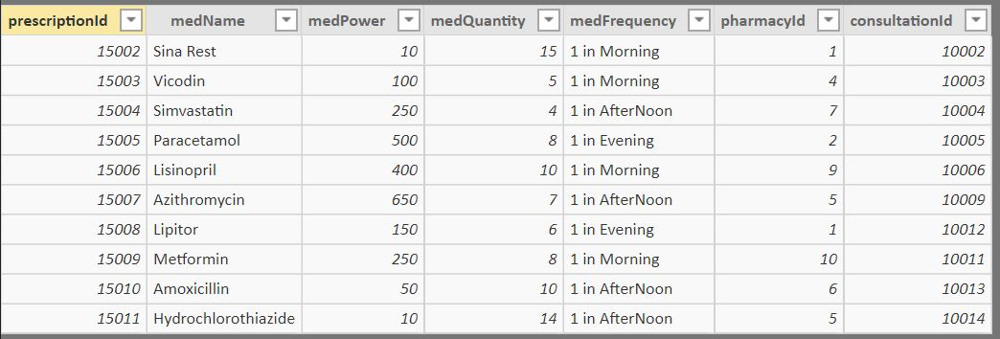 prescriptionId medName medPower medQuantity medFrequency pharmacyId consultationId
15002 Sina Rest 10 15 1 in Morning 1 10002
15003 Vicodin 100 5 1 in Morning 4 10003
15004 Simvastatin 250 4 1 in AfterNoon 7 10004
15005 Paracetamol 500 8 1 in Evening 2 10005
15006 Lisinopril 400 10 1 in Morning 9 10006
15007 Azithromycin 650 7 1 in AfterNoon 5 10009
15008 Lipitor 150 6 1 in Evening 1 10012
15009 Metformin 250 8 1 in Morning 10 10011
15010 Amoxicillin 50 10 1 in AfterNoon 6 10013
15011 Hydrochlorothiazide 10 14 1 in AfterNoon 5 10014